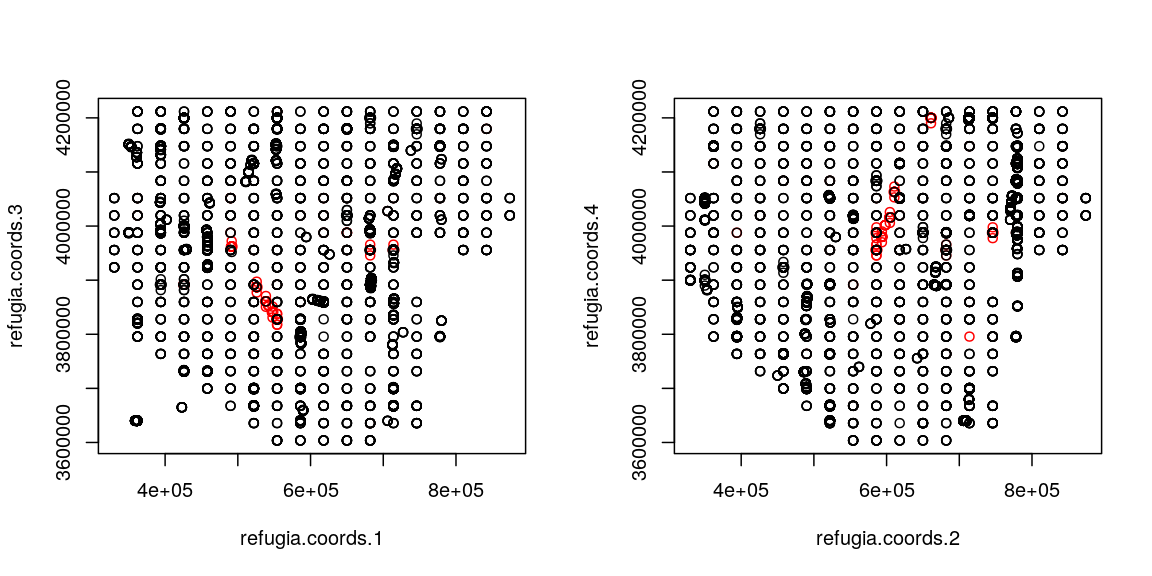 refugia.coords.3
4200000
4000000
3800000
3600000
4e+05 6e+05 8e+05
refugia.coords.1
refugia.coords.4
4200000
4000000
3800000
3600000
4e+05 6e+05 8e+05
refugia.coords.2